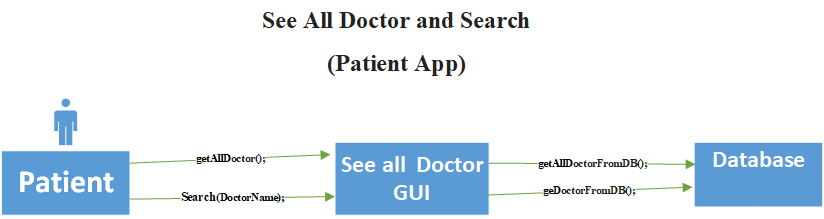 See All Doctor and Search
(Patient App)
Patient
getAllDoctor();
Search(DoctorName);
See all Doctor
GUI
getAllDoctorFromDB();
geDoctorFromDB();
Database